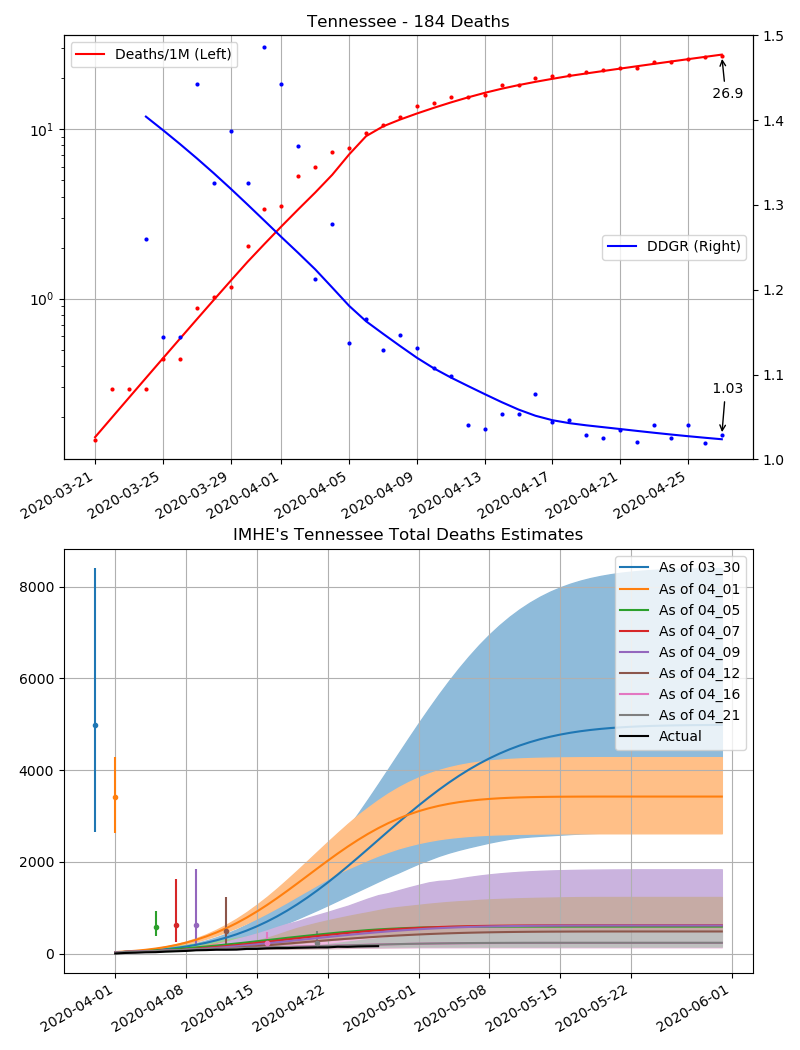 Tennessee - 184 Deaths
Deaths/1M (Left)
1.5
26.9
1.4
10¹
1.3
DDGR (Right)
10⁰
1.2
1.03
1.1
1.0
2020-03-21
2020-03-25
2020-03-29
2020-04-01
2020-04-05
2020-04-09
2020-04-13
2020-04-17
2020-04-21
2020-04-25
IMHE's Tennessee Total Deaths Estimates
8000
6000
4000
2000
0
As of 03_30
As of 04_01
As of 04_05
As of 04_07
As of 04_09
As of 04_12
As of 04_16
As of 04_21
Actual
2020-04-01
2020-04-08
2020-04-15
2020-04-22
2020-05-01
2020-05-08
2020-05-15
2020-05-22
2020-06-01